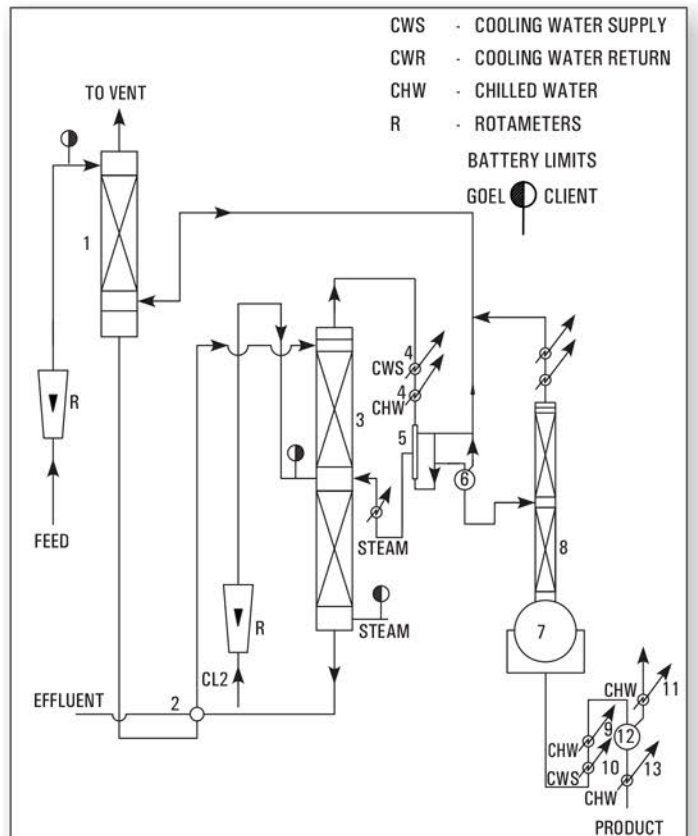 CWS - COOLING WATER SUPPLY
CWR - COOLING WATER RETURN
CHW - CHILLED WATER
R - ROTAMETERS
BATTERY LIMITS
GOEL CLIENT
TO VENT
1
R
FEED
3
4
CWS
4
CHW
5
6
STEAM
8
7
R
STEAM
CL2
EFFLUENT
2
CHW
11
9
CHW
12
CWS
10
13
CHW
PRODUCT